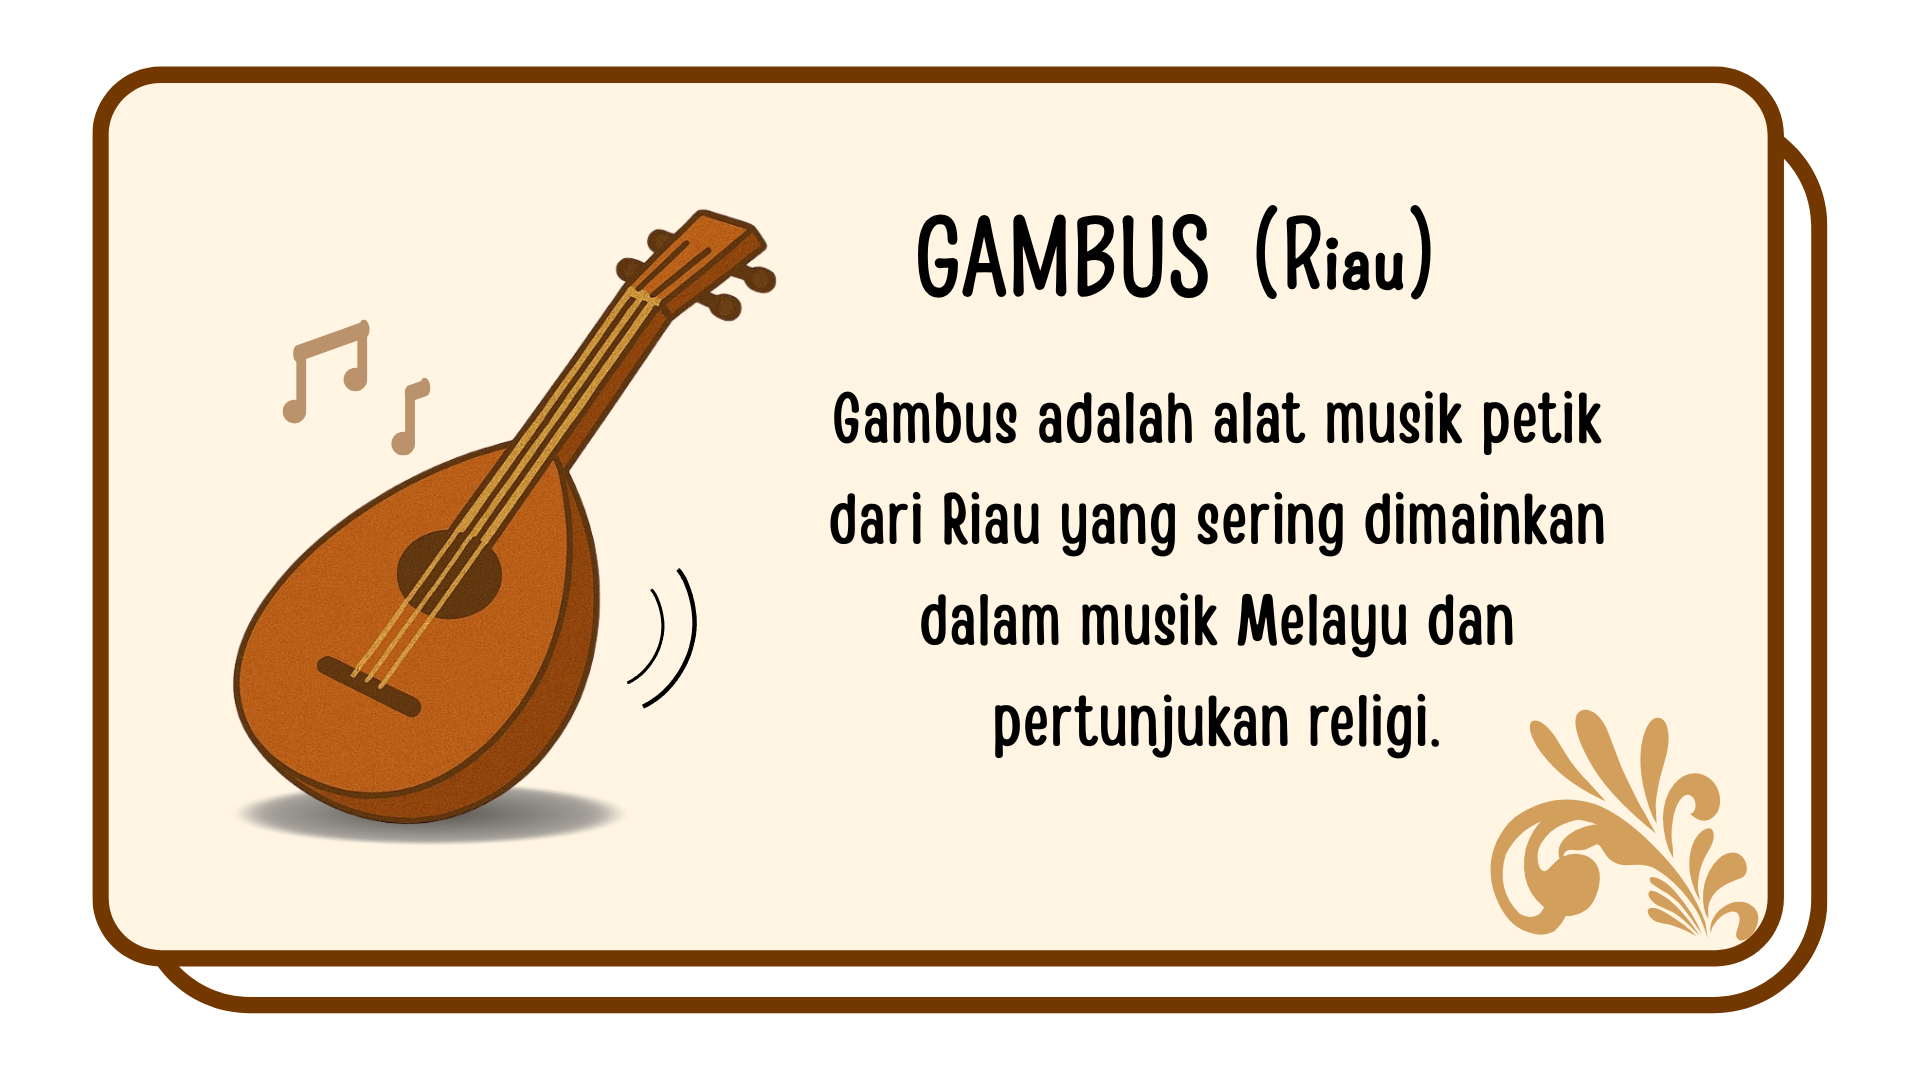 GAMBUS (Riau)
Gambus adalah alat musik petik
dari Riau yang sering dimainkan
dalam musik Melayu dan
pertunjukan religi.